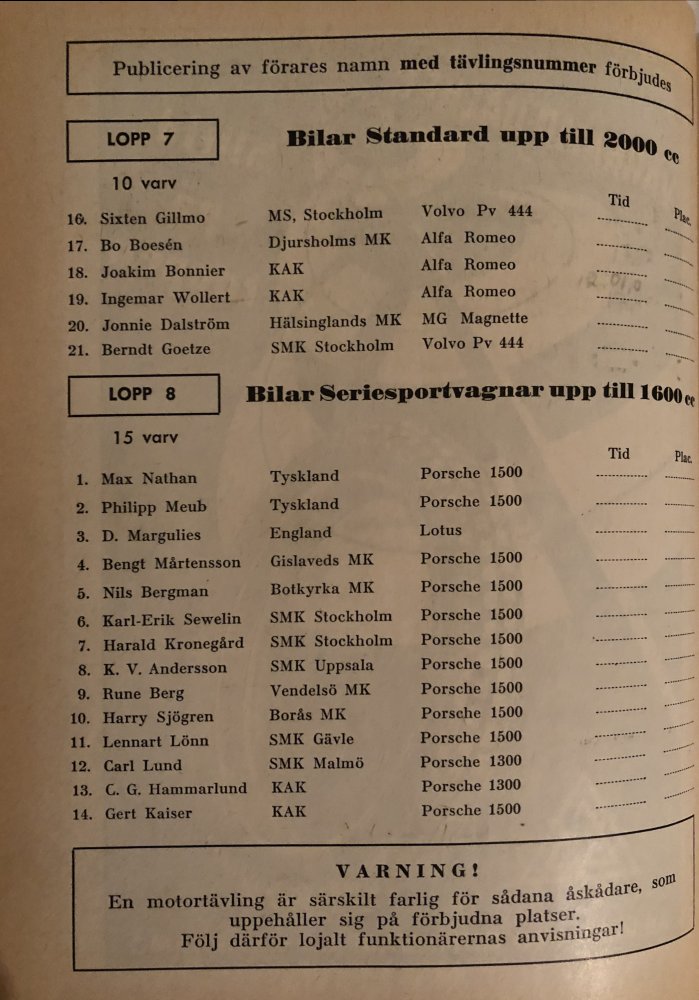 Publicering av förares namn med tävlingsnummer förbjudes
LOPP 7 Bilar Standard upp till 2000 cc
10 varv
Tid Plac.
16. Sixten Gillmo MS, Stockholm Volvo Pv 444
17. Bo Boesén Djursholms MK Alfa Romeo
18. Joakim Bonnier KAK Alfa Romeo
19. Ingemar Wollert KAK Alfa Romeo
20. Jonnie Dalström Hälsinglands MK MG Magnette
21. Berndt Goetze SMK Stockholm Volvo Pv 444
LOPP 8 Bilar Seriesportvagnar upp till 1600 cc
15 varv
Tid Plac.
1. Max Nathan Tyskland Porsche 1500
2. Philipp Meub Tyskland Porsche 1500
3. D. Margulies England Lotus
4. Bengt Mårtensson Gislaveds MK Porsche 1500
5. Nils Bergman Botkyrka MK Porsche 1500
6. Karl-Erik Sewelin SMK Stockholm Porsche 1500
7. Harald Kronegård SMK Stockholm Porsche 1500
8. K. V. Andersson SMK Uppsala Porsche 1500
9. Rune Berg Vendelsö MK Porsche 1500
10. Harry Sjögren Borås MK Porsche 1500
11. Lennart Lönn SMK Gävle Porsche 1500
12. Carl Lund SMK Malmö Porsche 1300
13. C. G. Hammarlund KAK Porsche 1300
14. Gert Kaiser KAK Porsche 1500
VARNING!
En motortävling är särskilt farlig för sådana åskådare, som
uppehåller sig på förbjudna platser.
Följ därför lojalt funktionärernas anvisningar!